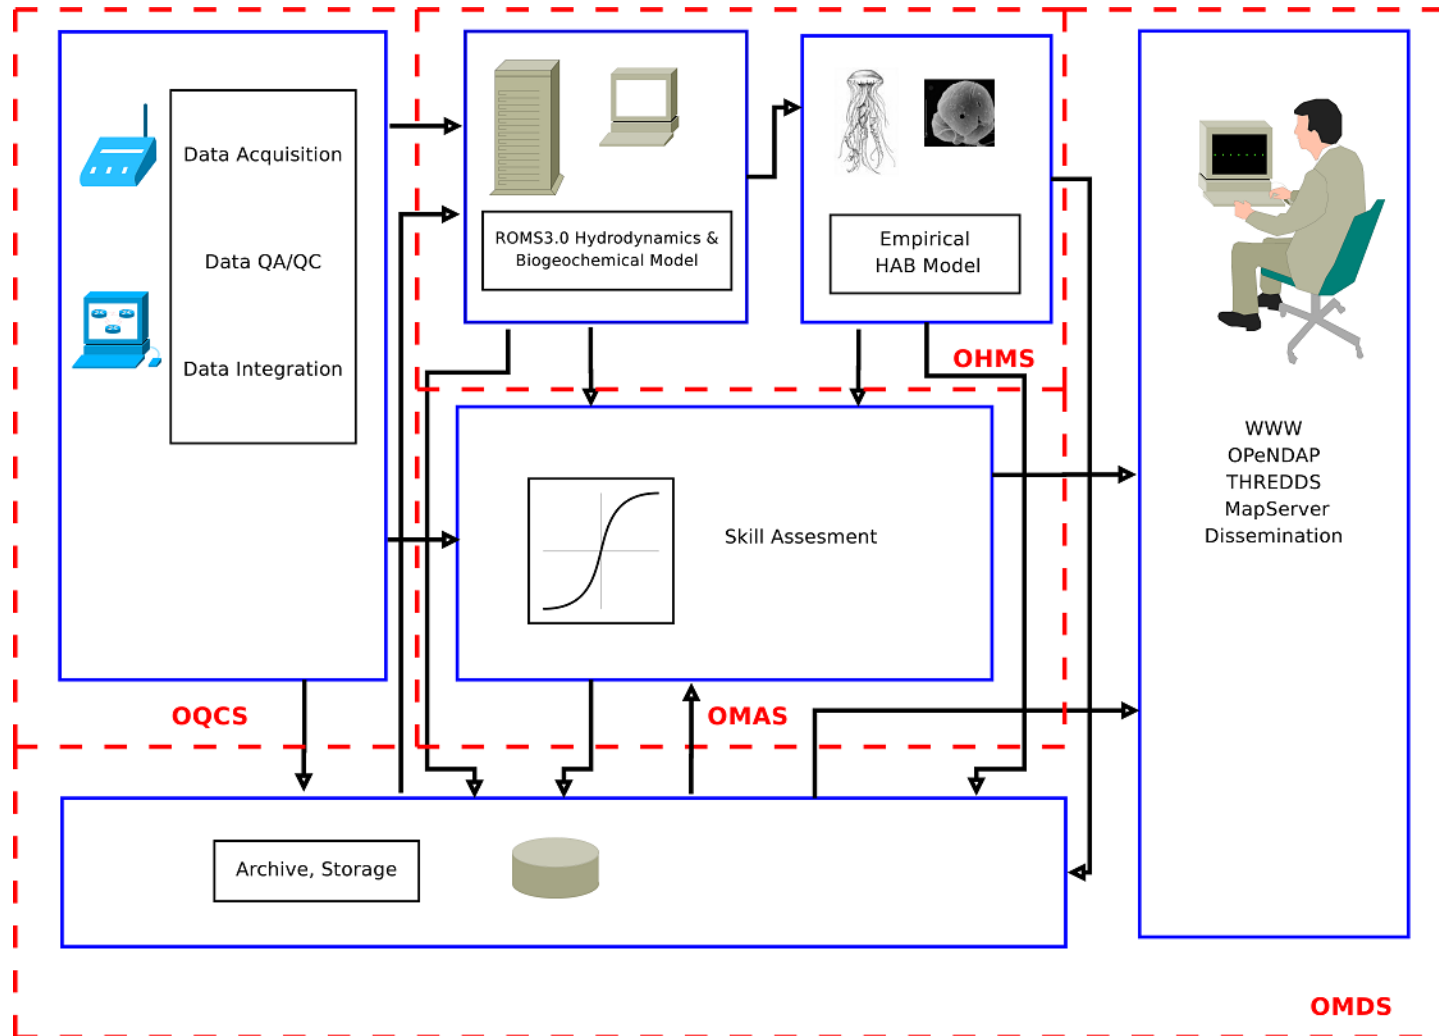 Data Acquisition
Data QA/QC
Data Integration
ROMS3.0 Hydrodynamics &
Biogeochemical Model
Empirical
HAB Model
OHMS
WWW
OPeNDAP
THREDDS
MapServer
Dissemination
Skill Assesment
OQCS
OMAS
Archive, Storage
OMDS